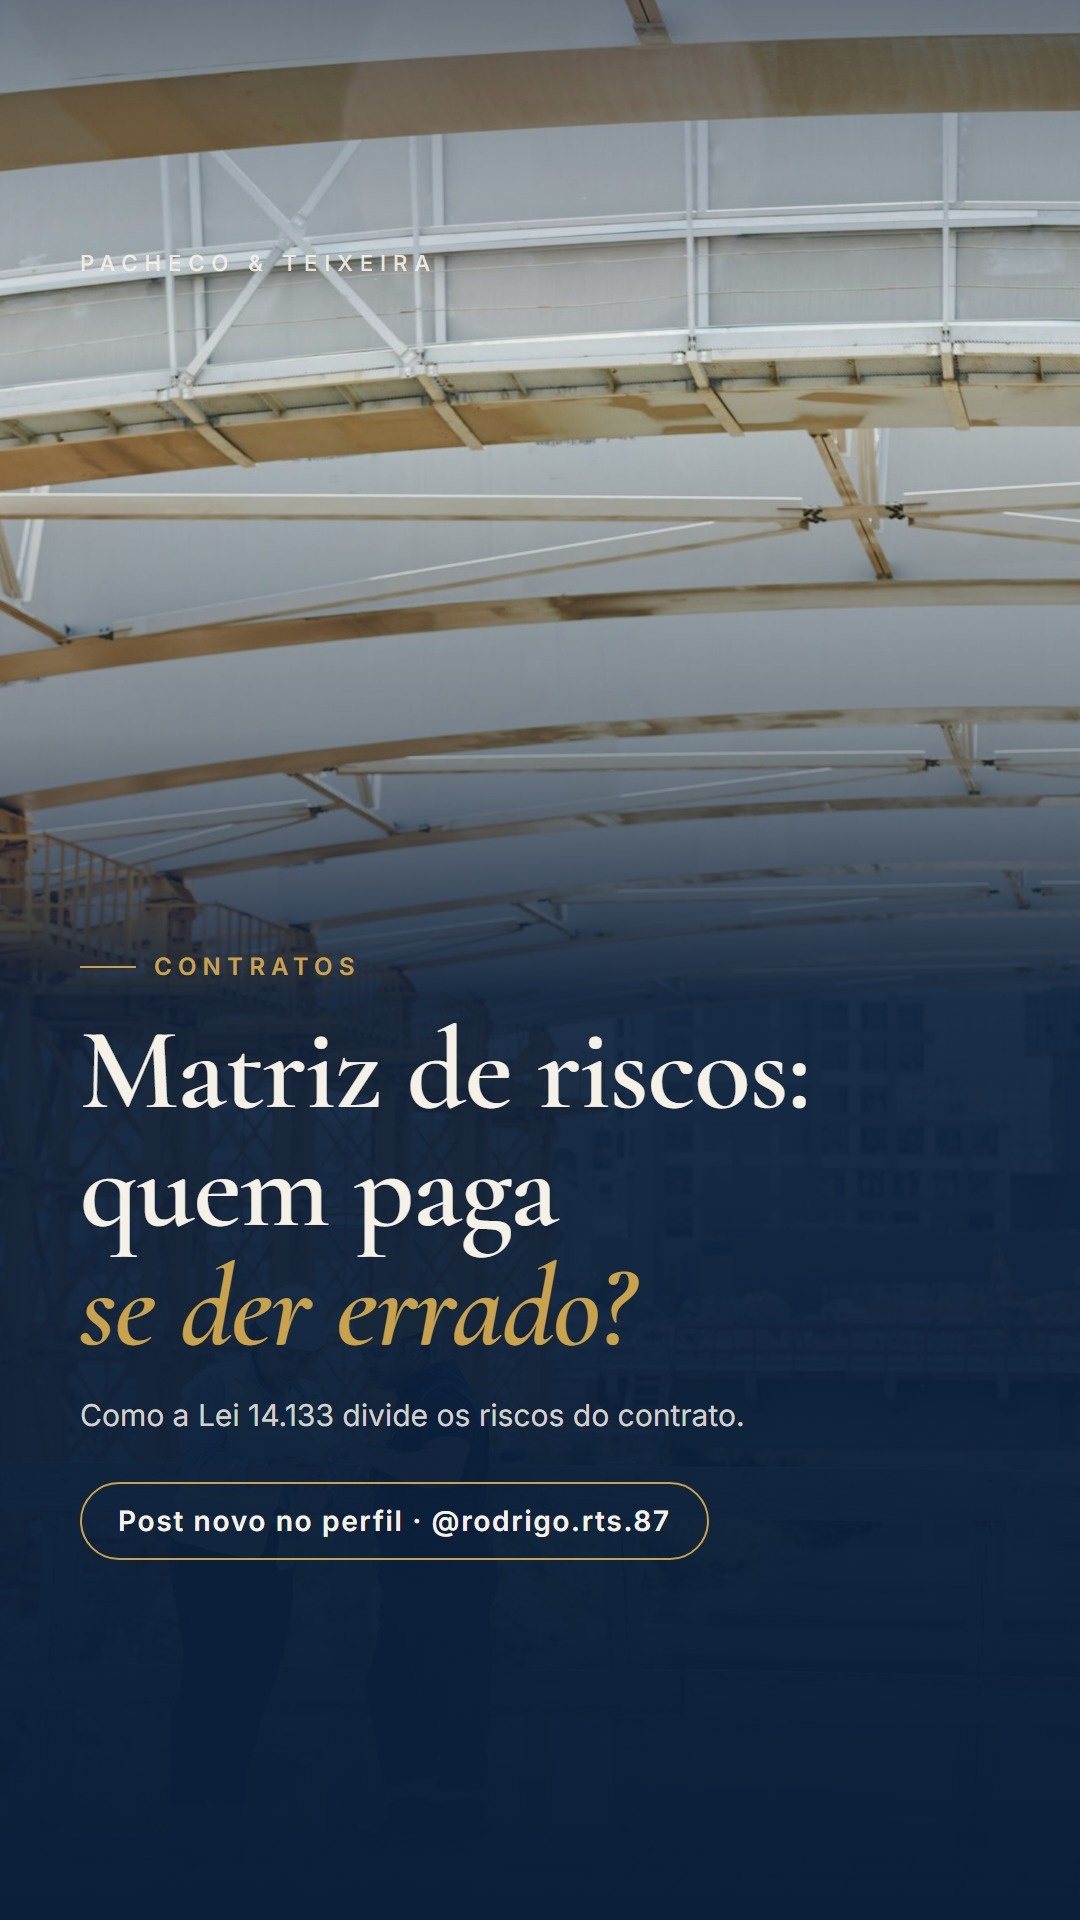 PACHECO & TEIXEIRA
CONTRATOS
Matriz de riscos:
quem paga
se der errado?
Como a Lei 14.133 divide os riscos do contrato.
Post novo no perfil · @rodrigo.rts.87